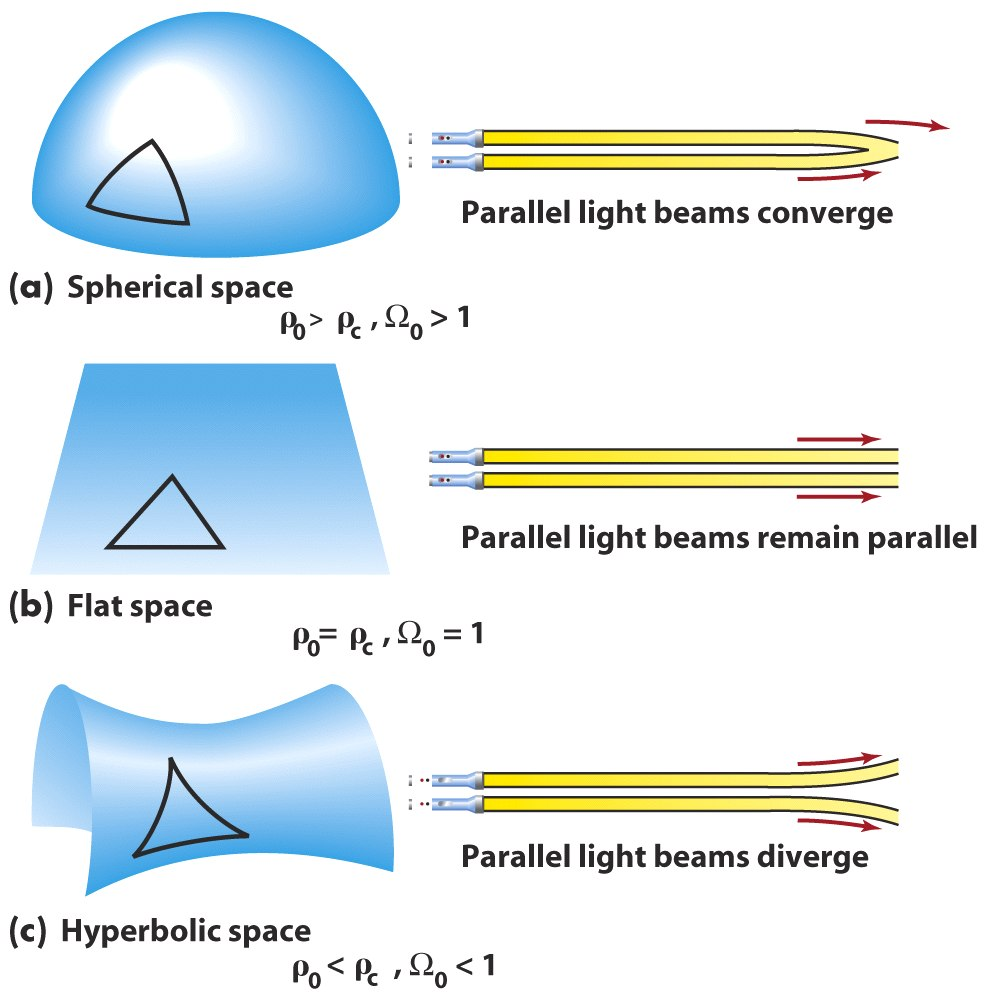 Parallel light beams converge
(a) Spherical space
ρ₀ > ρc , Ω₀ > 1
Parallel light beams remain parallel
(b) Flat space
ρ₀= ρc , Ω₀ = 1
Parallel light beams diverge
(c) Hyperbolic space
ρ₀ < ρc , Ω₀ < 1